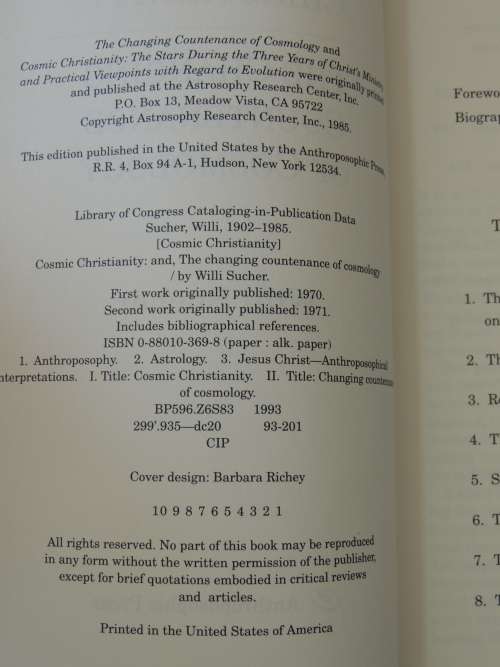 The Changing Countenance of Cosmology and
Cosmic Christianity: The Stars During the Three Years of Christ's Ministry
and Practical Viewpoints with Regard to Evolution were originally printed
and published at the Astrosophy Research Center, Inc.
P.O. Box 13, Meadow Vista, CA 95722
Copyright Astrosophy Research Center, Inc., 1985.
This edition published in the United States by the Anthroposophic Press,
R.R. 4, Box 94 A-1, Hudson, New York 12534.
Library of Congress Cataloging-in-Publication Data
Sucher, Willi, 1902–1985.
[Cosmic Christianity]
Cosmic Christianity: and, The changing countenance of cosmology
/ by Willi Sucher.
First work originally published: 1970.
Second work originally published: 1971.
Includes bibliographical references.
ISBN 0-88010-369-8 (paper : alk. paper)
1. Anthroposophy. 2. Astrology. 3. Jesus Christ—Anthroposophical
nterpretations. I. Title: Cosmic Christianity. II. Title: Changing countenance
of cosmology.
BP596.Z6S83 1993
299'.935—dc20 93-201
CIP
Cover design: Barbara Richey
10 9 8 7 6 5 4 3 2 1
All rights reserved. No part of this book may be reproduced
in any form without the written permission of the publisher,
except for brief quotations embodied in critical reviews
and articles.
Printed in the United States of America
Forewo
Biograp
T
1. Th
on
2. Th
3. Re
4. T
5. S
6. T
7. T
8. T